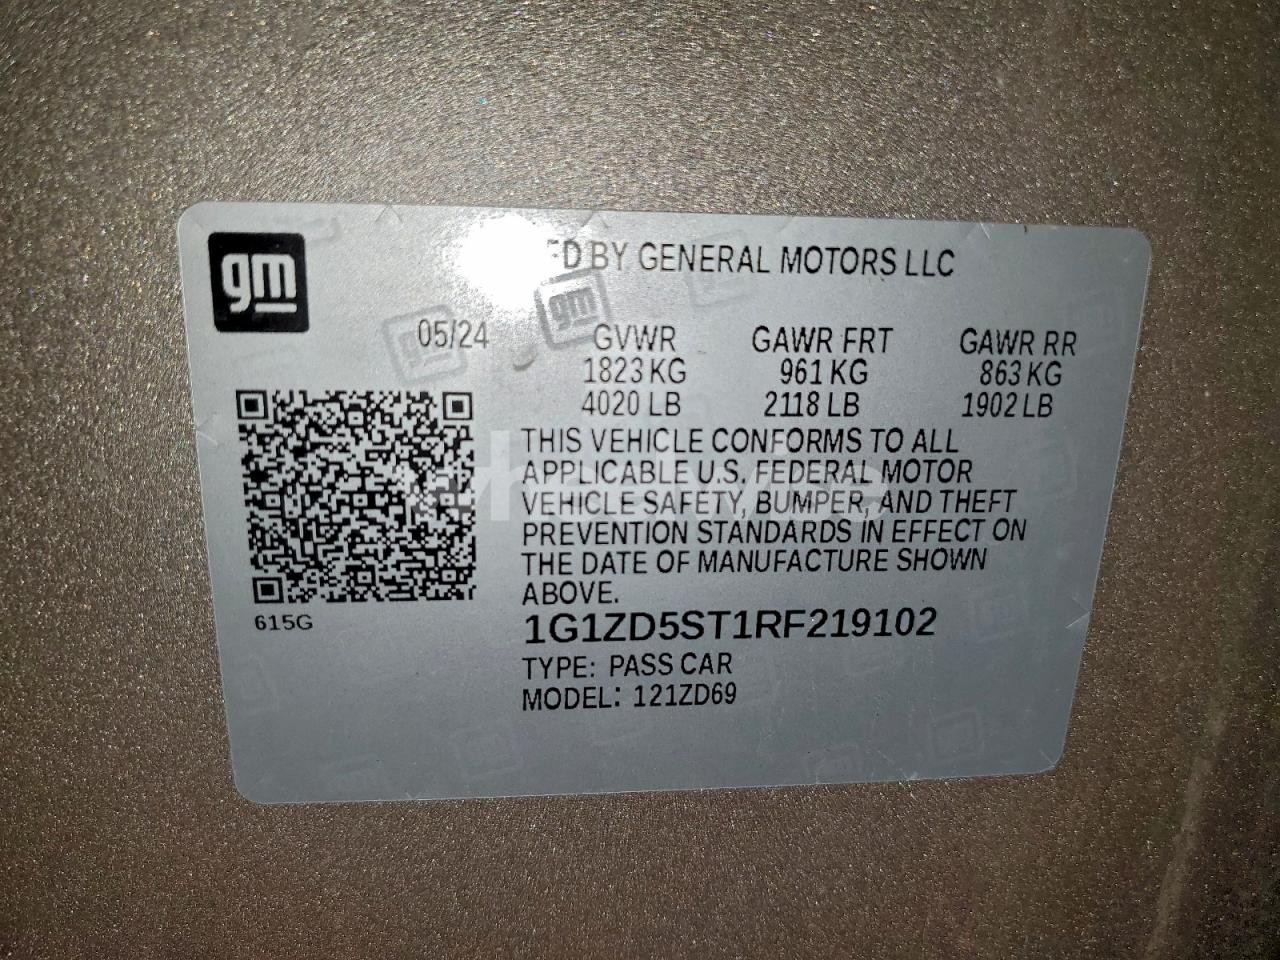 gm
BY GENERAL MOTORS LLC
05/24
GVWR GAWR FRT GAWR RR
1823 KG 961 KG 863 KG
4020 LB 2118 LB 1902 LB
THIS VEHICLE CONFORMS TO ALL
APPLICABLE U.S. FEDERAL MOTOR
VEHICLE SAFETY, BUMPER, AND THEFT
PREVENTION STANDARDS IN EFFECT ON
THE DATE OF MANUFACTURE SHOWN
ABOVE.
615G
1G1ZD5ST1RF219102
TYPE: PASS CAR
MODEL: 121ZD69